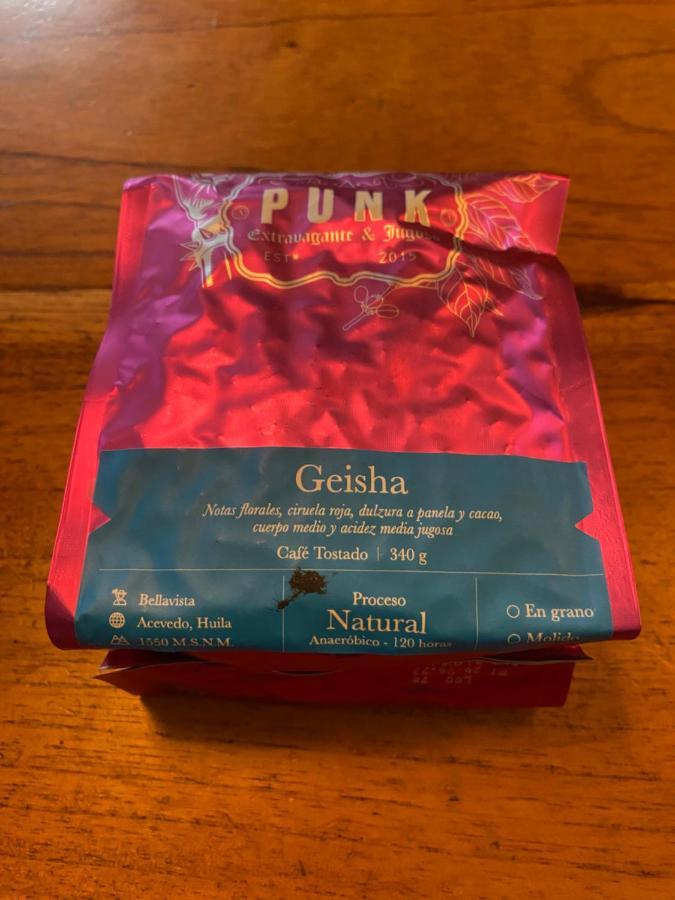 PUNK
Extravagante & Jugosa
EST. 2015
Geisha
Notas florales, ciruela roja, dulzura a panela y cacao,
cuerpo medio y acidez media jugosa
Café Tostado | 340 g
Bellavista
Acevedo, Huila
1550 M.S.N.M.
Proceso
Natural
Anaeróbico - 120 horas
En grano
Molido